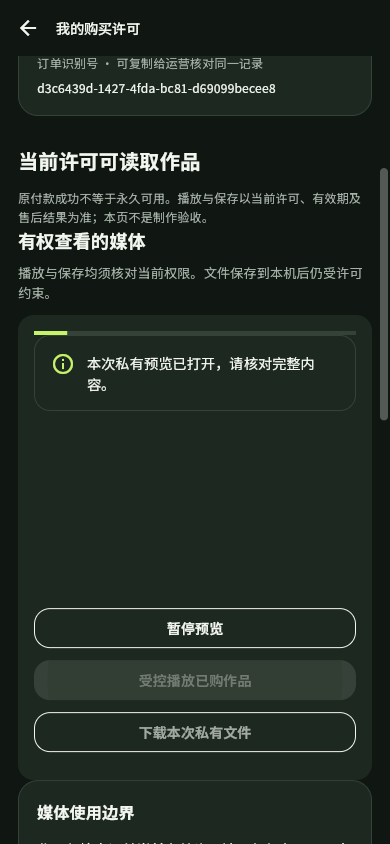 我的购买许可
订单识别号 · 可复制给运营核对同一记录
d3c6439d-1427-4fda-bc81-d69099becee8
当前许可可读取作品
原付款成功不等于永久可用。播放与保存以当前许可、有效期及
售后结果为准；本页不是制作验收。
有权查看的媒体
播放与保存均须核对当前权限。文件保存到本机后仍受许可
约束。
本次私有预览已打开，请核对完整内
容。
暂停预览
受控播放已购作品
下载本次私有文件
媒体使用边界